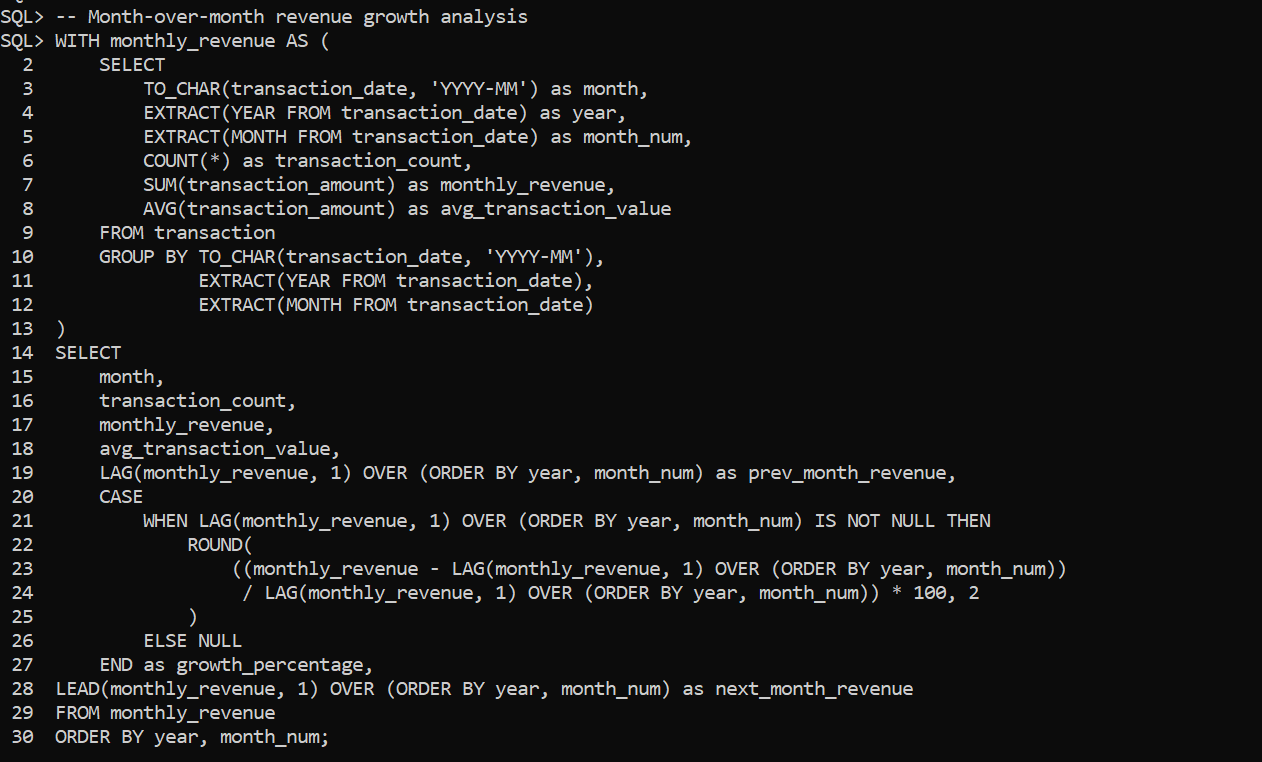 SQL> -- Month-over-month revenue growth analysis
SQL> WITH monthly_revenue AS (
  2      SELECT
  3          TO_CHAR(transaction_date, 'YYYY-MM') as month,
  4          EXTRACT(YEAR FROM transaction_date) as year,
  5          EXTRACT(MONTH FROM transaction_date) as month_num,
  6          COUNT(*) as transaction_count,
  7          SUM(transaction_amount) as monthly_revenue,
  8          AVG(transaction_amount) as avg_transaction_value
  9      FROM transaction
 10      GROUP BY TO_CHAR(transaction_date, 'YYYY-MM'),
 11               EXTRACT(YEAR FROM transaction_date),
 12               EXTRACT(MONTH FROM transaction_date)
 13  )
 14  SELECT
 15      month,
 16      transaction_count,
 17      monthly_revenue,
 18      avg_transaction_value,
 19      LAG(monthly_revenue, 1) OVER (ORDER BY year, month_num) as prev_month_revenue,
 20      CASE
 21          WHEN LAG(monthly_revenue, 1) OVER (ORDER BY year, month_num) IS NOT NULL THEN
 22              ROUND(
 23                  ((monthly_revenue - LAG(monthly_revenue, 1) OVER (ORDER BY year, month_num))
 24                   / LAG(monthly_revenue, 1) OVER (ORDER BY year, month_num)) * 100, 2
 25              )
 26          ELSE NULL
 27      END as growth_percentage,
 28  LEAD(monthly_revenue, 1) OVER (ORDER BY year, month_num) as next_month_revenue
 29  FROM monthly_revenue
 30  ORDER BY year, month_num;